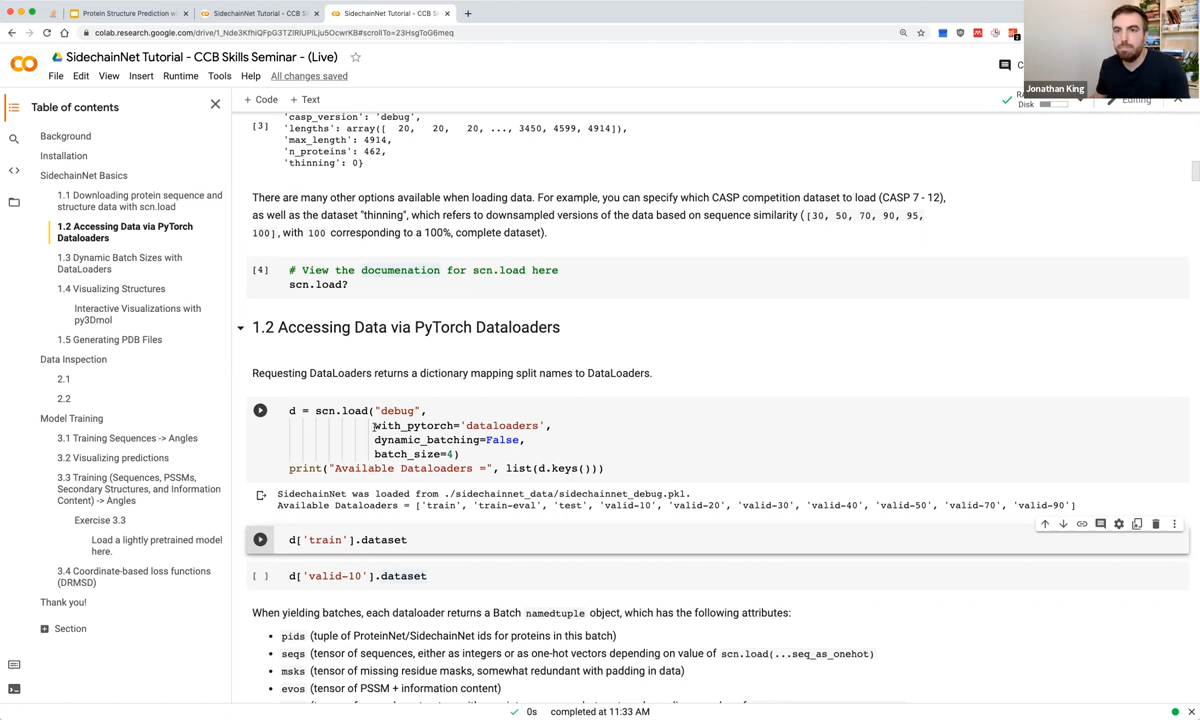 Protein Structure Prediction wi
SidechainNet Tutorial - CCB Sk
SidechainNet Tutorial - CCB Sk
colab.research.google.com/drive/1_Nde3KfhiQFpG3TZlRlUPlLju5OcwrKB#scrollTo=23HsgToG6meq
SidechainNet Tutorial - CCB Skills Seminar - (Live)
File Edit View Insert Runtime Tools Help All changes saved
Jonathan King
Table of contents
+ Code + Text
Disk
Editing
Background
Installation
SidechainNet Basics
1.1 Downloading protein sequence and
structure data with scn.load
1.2 Accessing Data via PyTorch
Dataloaders
1.3 Dynamic Batch Sizes with
DataLoaders
1.4 Visualizing Structures
Interactive Visualizations with
py3Dmol
1.5 Generating PDB Files
Data Inspection
2.1
2.2
Model Training
3.1 Training Sequences -> Angles
3.2 Visualizing predictions
3.3 Training (Sequences, PSSMs,
Secondary Structures, and Information
Content) -> Angles
Exercise 3.3
Load a lightly pretrained model
here.
3.4 Coordinate-based loss functions
(DRMSD)
Thank you!
Section
'casp_version': 'debug',
[3] 'lengths': array([ 20, 20, 20, ..., 3450, 4599, 4914]),
'max_length': 4914,
'n_proteins': 462,
'thinning': 0}
There are many other options available when loading data. For example, you can specify which CASP competition dataset to load (CASP 7 - 12),
as well as the dataset "thinning", which refers to downsampled versions of the data based on sequence similarity ([30, 50, 70, 90, 95,
100], with 100 corresponding to a 100%, complete dataset).
[4] # View the documenation for scn.load here
scn.load?
1.2 Accessing Data via PyTorch Dataloaders
Requesting DataLoaders returns a dictionary mapping split names to DataLoaders.
d = scn.load("debug",
with_pytorch='dataloaders',
dynamic_batching=False,
batch_size=4)
print("Available Dataloaders =", list(d.keys()))
SidechainNet was loaded from ./sidechainnet_data/sidechainnet_debug.pkl.
Available Dataloaders = ['train', 'train-eval', 'test', 'valid-10', 'valid-20', 'valid-30', 'valid-40', 'valid-50', 'valid-70', 'valid-90']
d['train'].dataset
[ ] d['valid-10'].dataset
When yielding batches, each dataloader returns a Batch namedtuple object, which has the following attributes:
• pids (tuple of ProteinNet/SidechainNet ids for proteins in this batch)
• seqs (tensor of sequences, either as integers or as one-hot vectors depending on value of scn.load(...seq_as_onehot)
• msks (tensor of missing residue masks, somewhat redundant with padding in data)
• evos (tensor of PSSM + information content)
0s completed at 11:33 AM